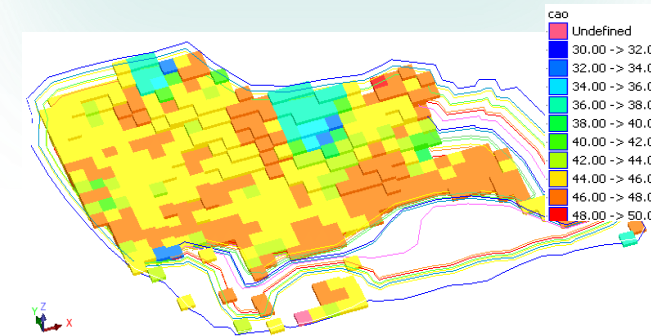 cao
Undefined
30.00 -> 32.0
32.00 -> 34.0
34.00 -> 36.0
36.00 -> 38.0
38.00 -> 40.0
40.00 -> 42.0
42.00 -> 44.0
44.00 -> 46.0
46.00 -> 48.0
48.00 -> 50.0
Z
Y
X